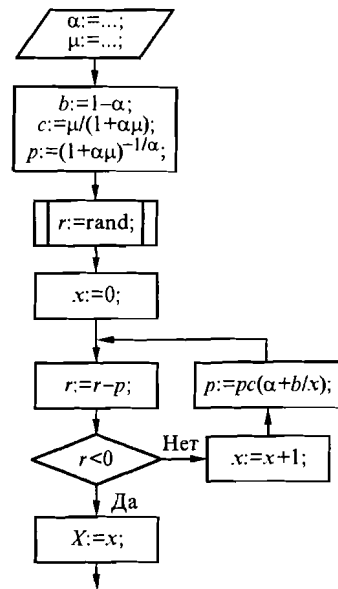 α:=...;
μ:=...;
b:=1–α;
c:=μ/(1+αμ);
p:=(1+αμ)^{–1/α};
r:=rand;
x:=0;
r:=r–p;
p:=pc(α+b/x);
r<0
Нет
x:=x+1;
Да
X:=x;